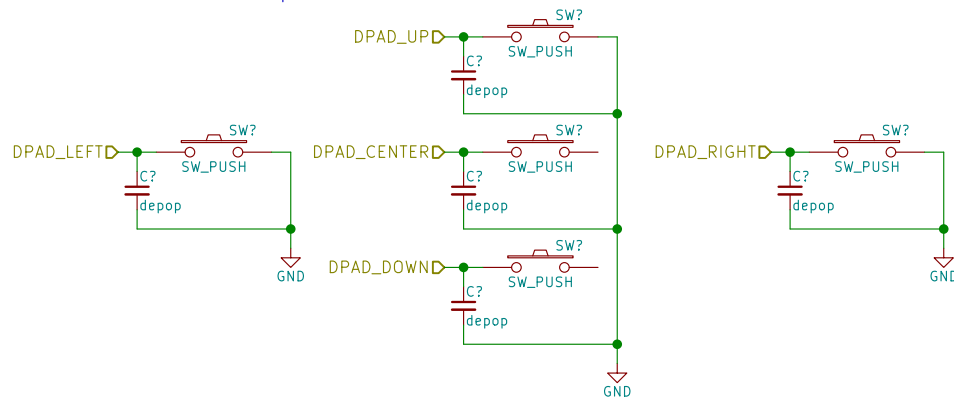 SW?
DPAD_UP
SW_PUSH
C?
depop
SW?
DPAD_LEFT
SW_PUSH
C?
depop
GND
SW?
DPAD_CENTER
SW_PUSH
C?
depop
SW?
DPAD_RIGHT
SW_PUSH
C?
depop
GND
SW?
DPAD_DOWN
SW_PUSH
C?
depop
GND